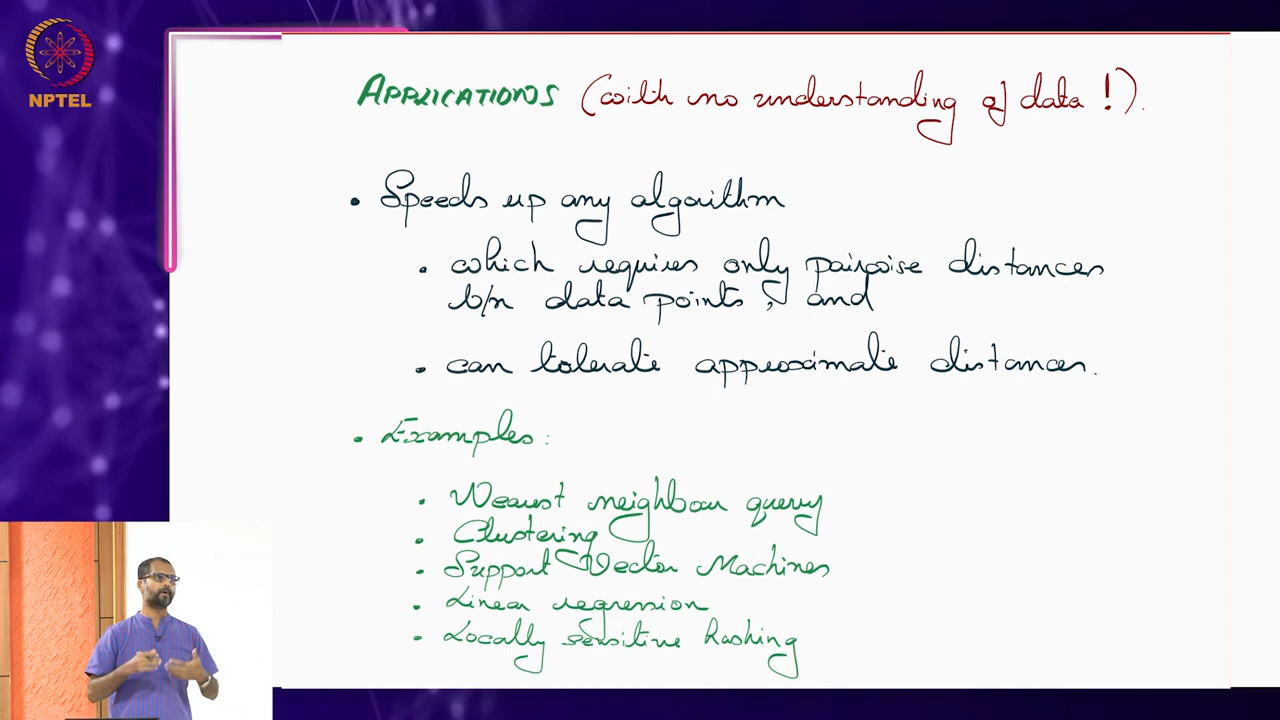 NPTEL
APPLICATIONS (with no understanding of data !).
• Speeds up any algorithm
• which requires only pairwise distances
b/n data points, and
• can tolerate approximate distances.
• Examples:
• Nearest neighbour query
• Clustering
• Support Vector Machines
• Linear regression
• Locally sensitive hashing